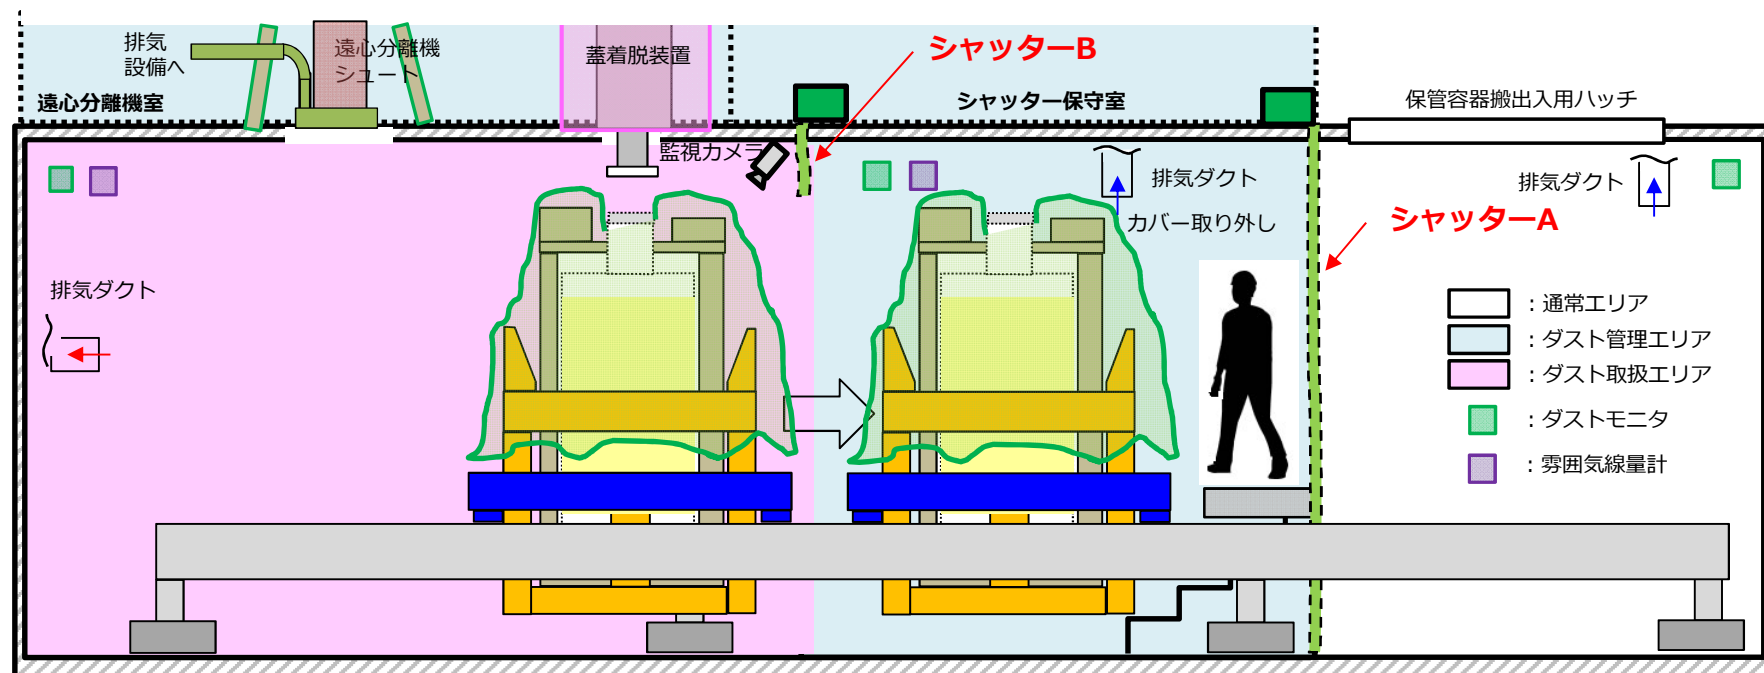 排気
設備へ
遠心分離機
シュート
蓋着脱装置
シャッターB
遠心分離機室
シャッター保守室
保管容器搬出入用ハッチ
監視カメラ
排気ダクト
排気ダクト
カバー取り外し
シャッターA
排気ダクト
：通常エリア
：ダスト管理エリア
：ダスト取扱エリア
：ダストモニタ
：雰囲気線量計